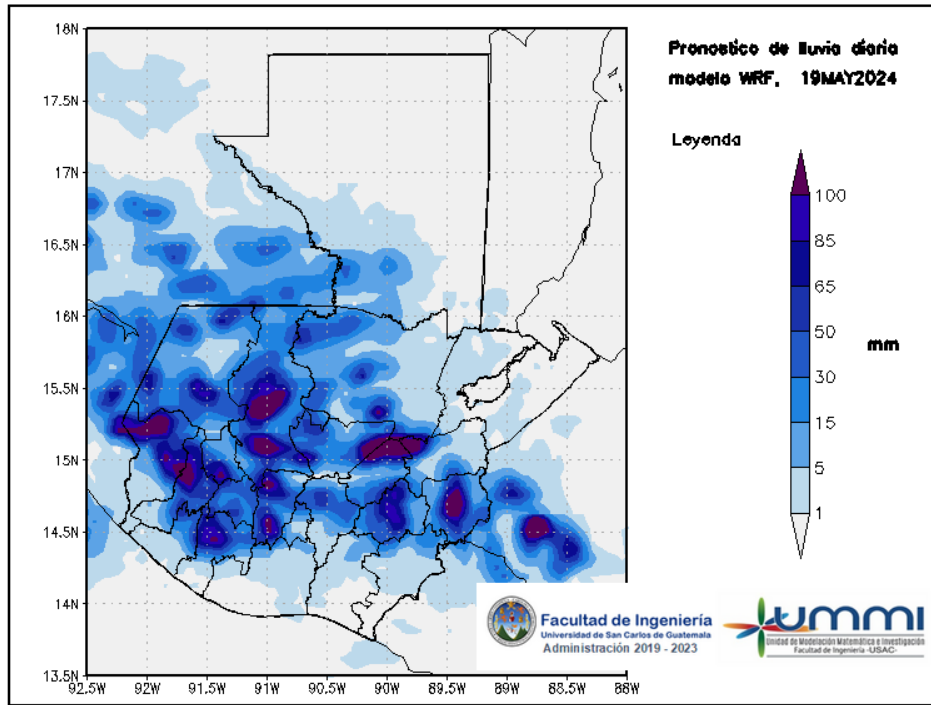 Pronostico de lluvia diaria
modelo WRF, 19MAY2024
Leyenda
100
85
65
50
30
15
5
1
mm
18N
17.5N
17N
16.5N
16N
15.5N
15N
14.5N
14N
13.5N
92.5W
92W
91.5W
91W
90.5W
90W
89.5W
89W
88.5W
88W
Facultad de Ingeniería
Universidad de San Carlos de Guatemala
Administración 2019 - 2023
ummi
Unidad de Modelación Matemática e Investigación
Facultad de Ingeniería -USAC-